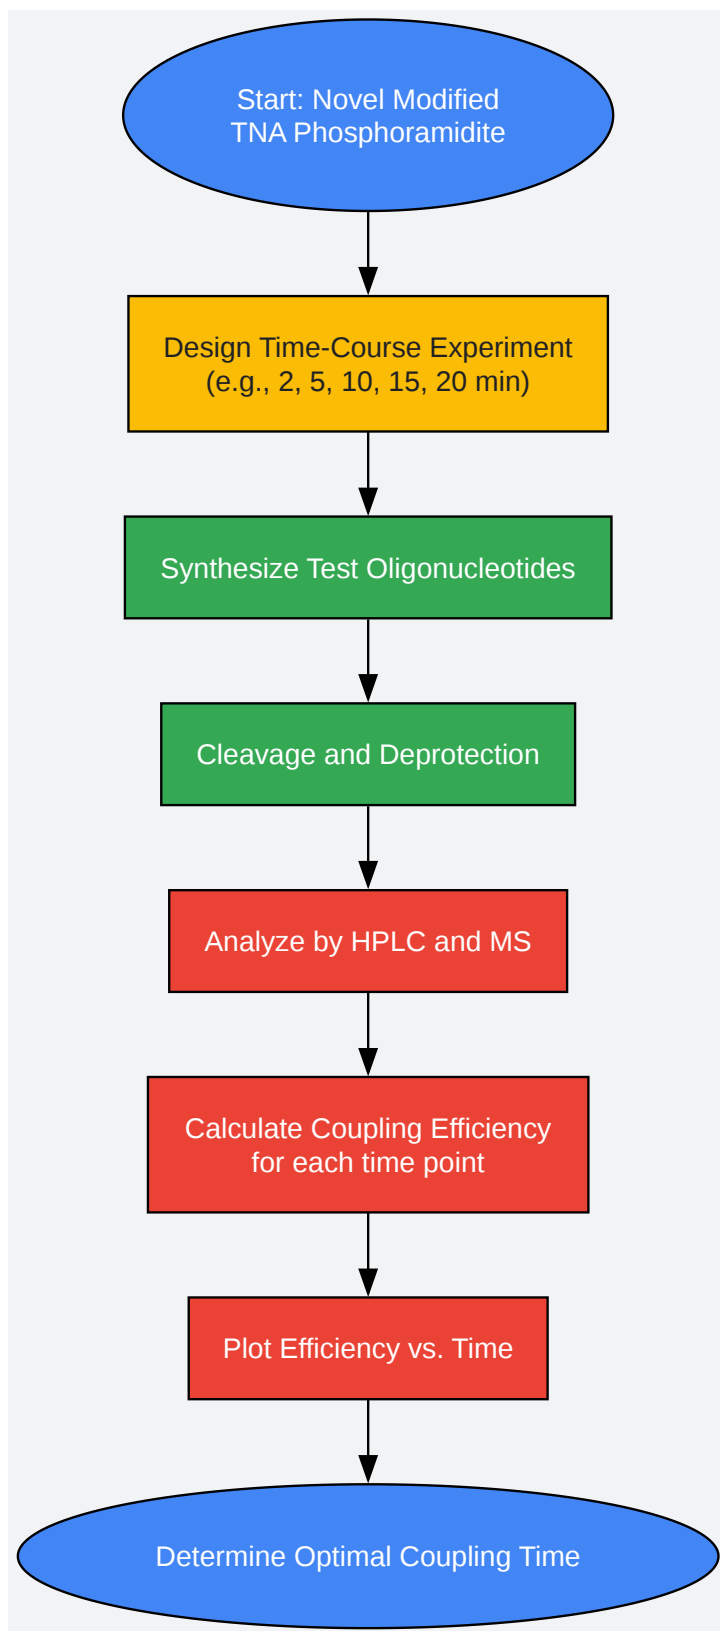 Start: Novel Modified
TNA Phosphoramidite
Design Time-Course Experiment
(e.g., 2, 5, 10, 15, 20 min)
Synthesize Test Oligonucleotides
Cleavage and Deprotection
Analyze by HPLC and MS
Calculate Coupling Efficiency
for each time point
Plot Efficiency vs. Time
Determine Optimal Coupling Time